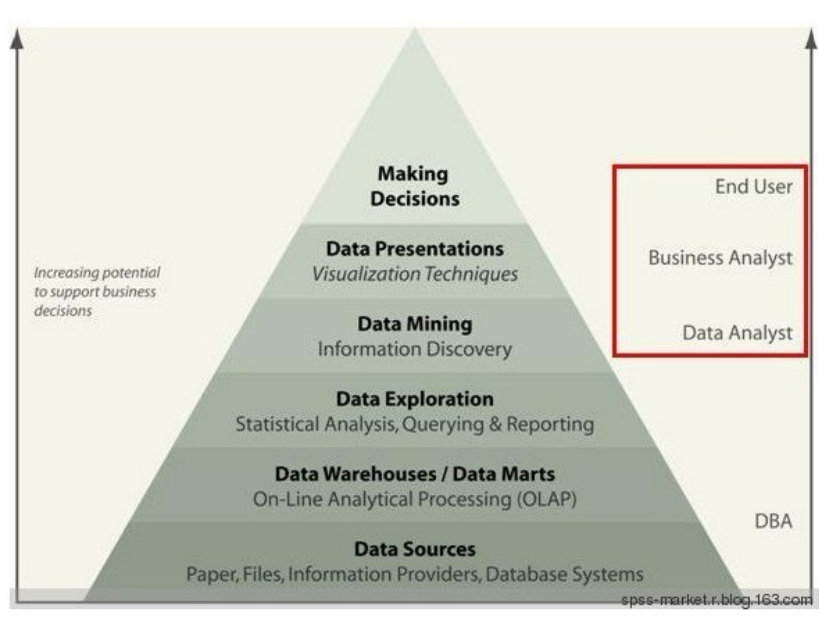 Making
Decisions
End User
Data Presentations
Visualization Techniques
Business Analyst
Increasing potential
to support business
decisions
Data Mining
Information Discovery
Data Analyst
Data Exploration
Statistical Analysis, Querying & Reporting
Data Warehouses / Data Marts
On-Line Analytical Processing (OLAP)
DBA
Data Sources
Paper, Files, Information Providers, Database Systems
spss-market.r.blog.163.com